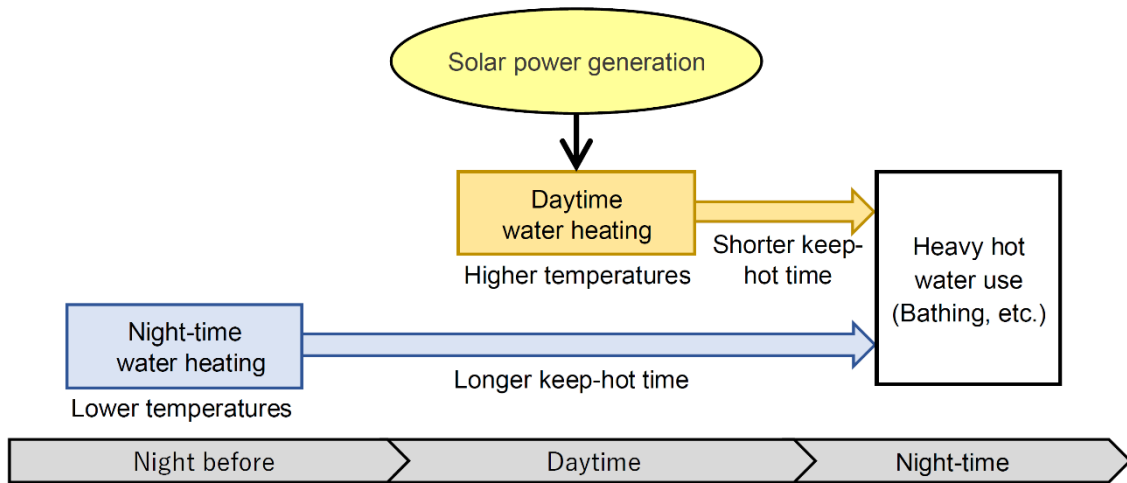 Solar power generation
Daytime
water heating
Higher temperatures
Shorter keep-
hot time
Heavy hot
water use
(Bathing, etc.)
Night-time
water heating
Lower temperatures
Longer keep-hot time
Night before
Daytime
Night-time